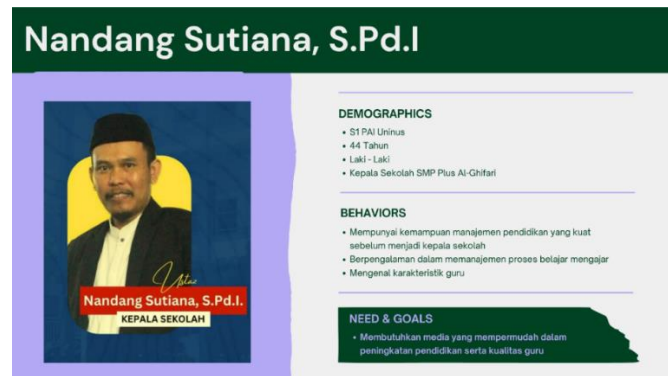 Nandang Sutiana, S.Pd.I
DEMOGRAPHICS
• S1 PAI Uninus
• 44 Tahun
• Laki - Laki
• Kepala Sekolah SMP Plus Al-Ghifari
BEHAVIORS
• Mempunyai kemampuan manajemen pendidikan yang kuat
sebelum menjadi kepala sekolah
• Berpengalaman dalam memanajemen proses belajar mengajar
• Mengenal karakteristik guru
NEED & GOALS
• Membutuhkan media yang mempermudah dalam
peningkatan pendidikan serta kualitas guru
Ustaz
Nandang Sutiana, S.Pd.I.
KEPALA SEKOLAH